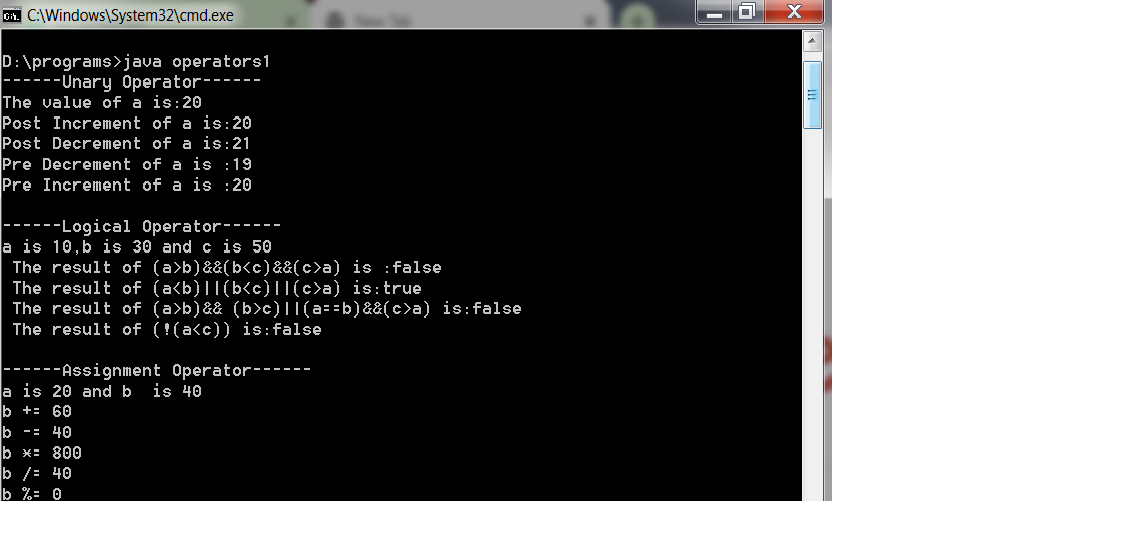 C:\Windows\System32\cmd.exe
New Tab
D:\programs>java operators1
------Unary Operator------
The value of a is:20
Post Increment of a is:20
Post Decrement of a is:21
Pre Decrement of a is :19
Pre Increment of a is :20
------Logical Operator------
a is 10,b is 30 and c is 50
The result of (a>b)&&(b<c)&&(c>a) is :false
The result of (a<b)||(b<c)||(c>a) is:true
The result of (a>b)&& (b>c)||(a==b)&&(c>a) is:false
The result of (!(a<c)) is:false
------Assignment Operator------
a is 20 and b  is 40
b += 60
b -= 40
b *= 800
b /= 40
b %= 0